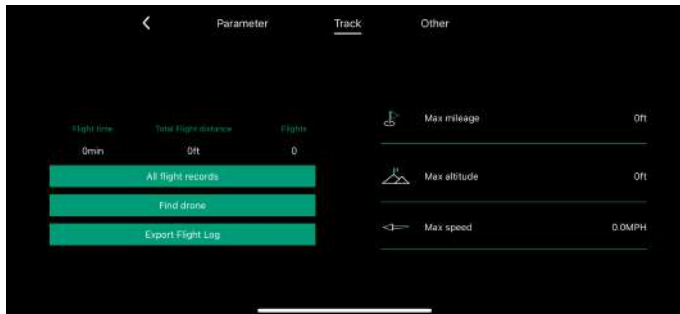 Parameter Track Other
Flight time Total Flight distance Flights
0min 0ft 0
All flight records
Find drone
Export Flight Log
Max mileage 0ft
Max altitude 0ft
Max speed 0.0MPH